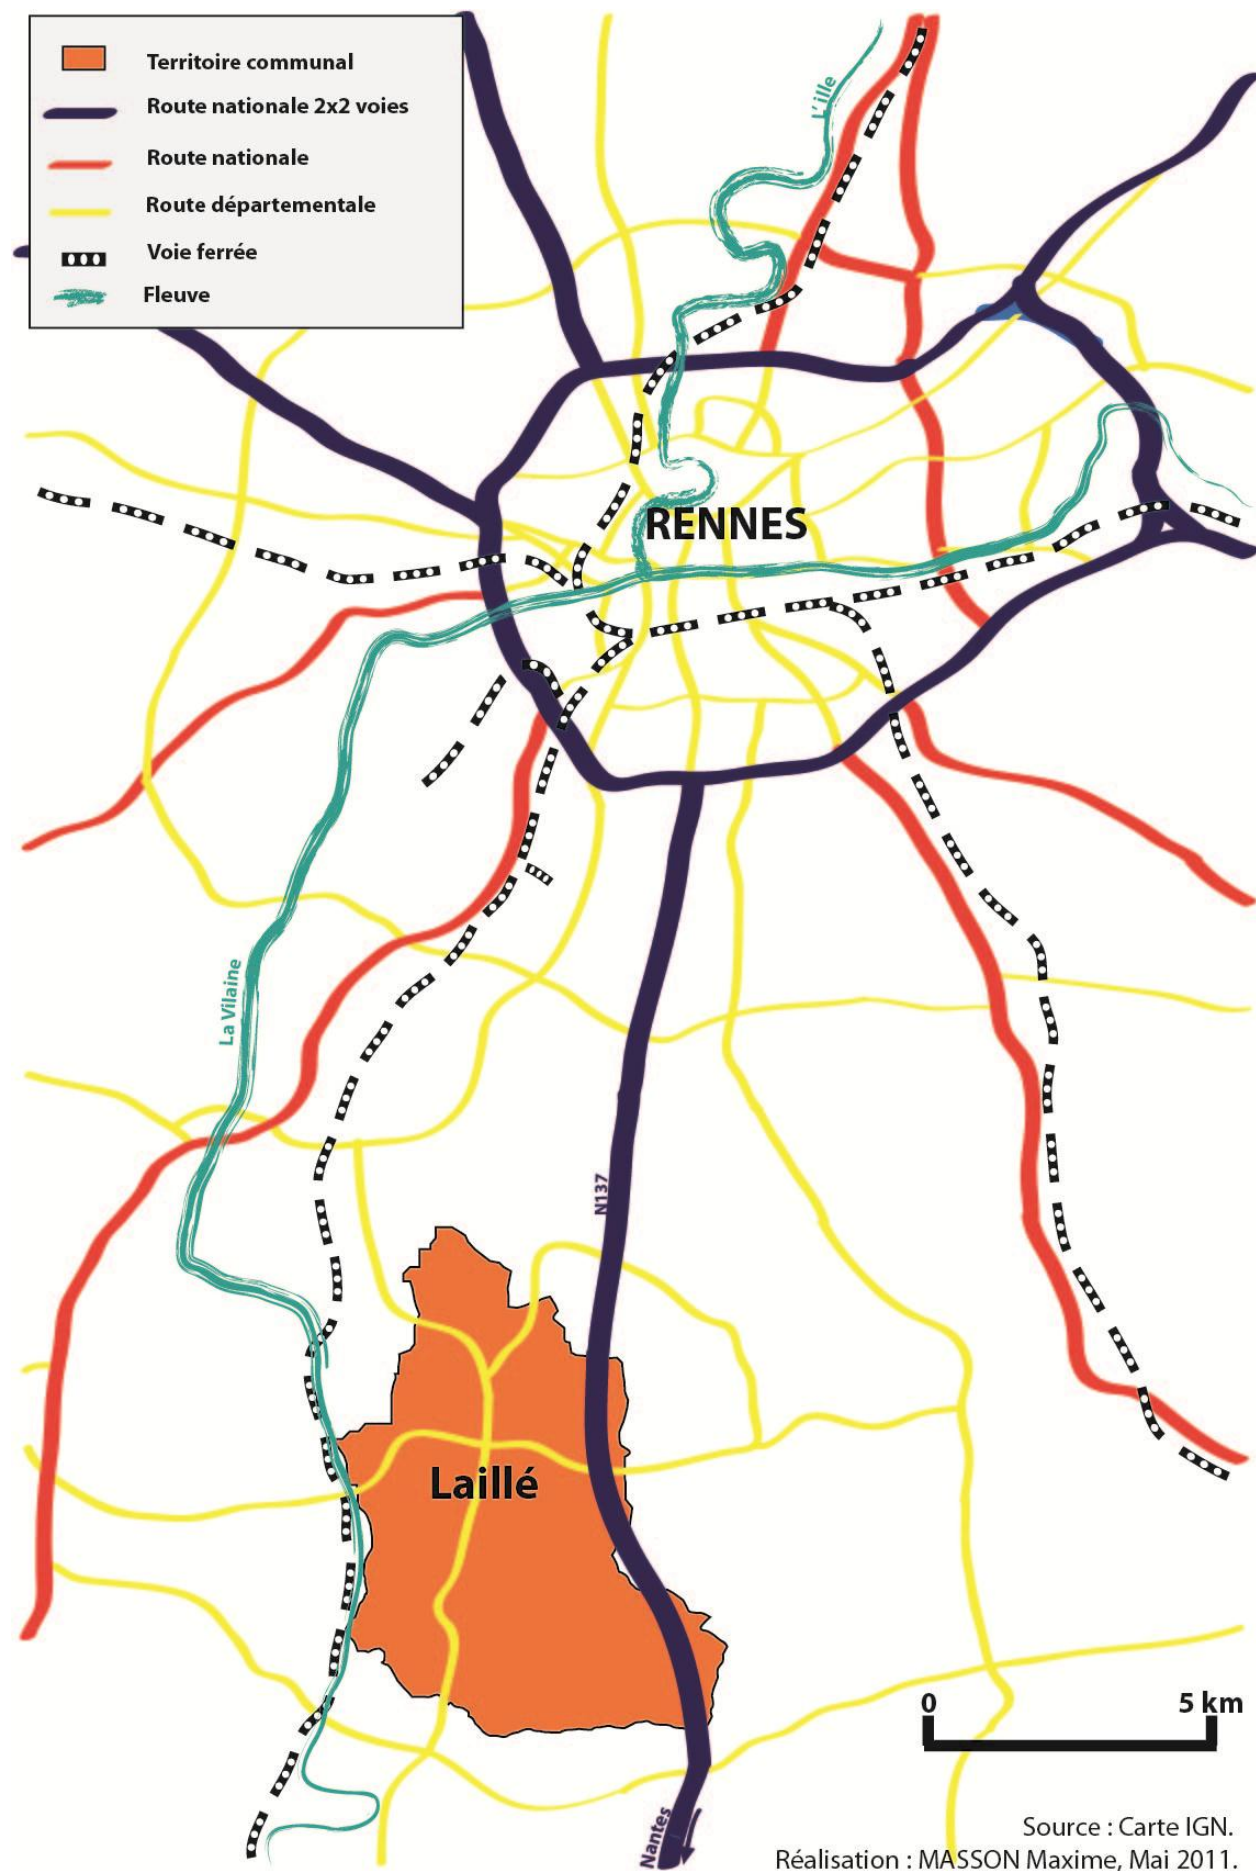 Territoire communal
Route nationale 2x2 voies
Route nationale
Route départementale
Voie ferrée
Fleuve
L'ille
RENNES
La Vilaine
N137
Laillé
0 5 km
Nantes
Source : Carte IGN.
Réalisation : MASSON Maxime, Mai 2011.